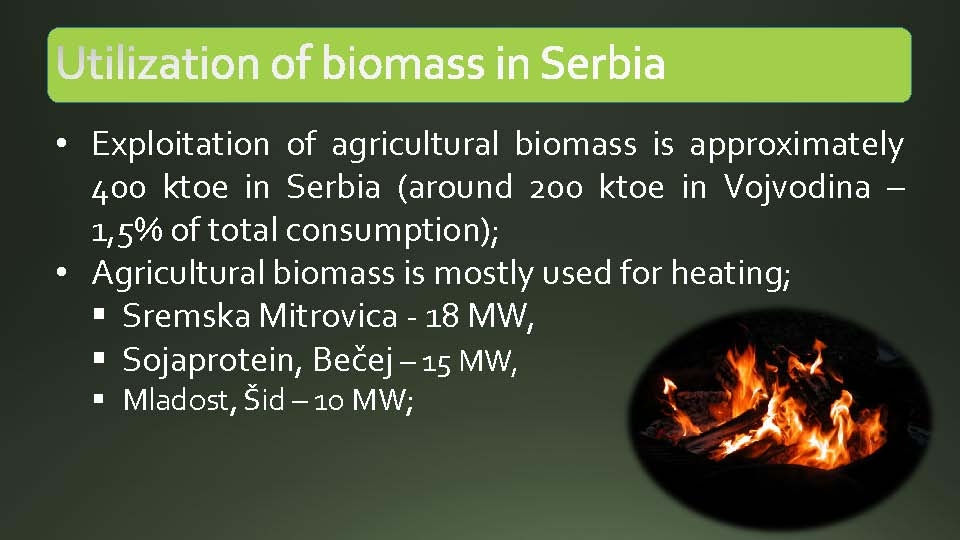 Utilization of biomass in Serbia
• Exploitation of agricultural biomass is approximately
400 ktoe in Serbia (around 200 ktoe in Vojvodina –
1,5% of total consumption);
• Agricultural biomass is mostly used for heating;
▪ Sremska Mitrovica - 18 MW,
▪ Sojaprotein, Bečej – 15 MW,
▪ Mladost, Šid – 10 MW;